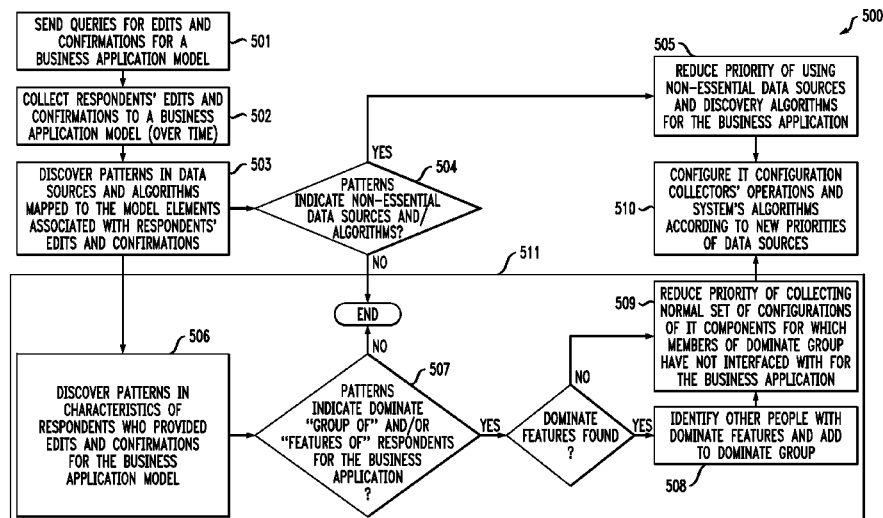 500
SEND QUERIES FOR EDITS AND
CONFIRMATIONS FOR A
BUSINESS APPLICATION MODEL
501
COLLECT RESPONDENTS' EDITS AND
CONFIRMATIONS TO A BUSINESS
APPLICATION MODEL (OVER TIME)
502
DISCOVER PATTERNS IN DATA
SOURCES AND ALGORITHMS
MAPPED TO THE MODEL ELEMENTS
ASSOCIATED WITH RESPONDENTS'
EDITS AND CONFIRMATIONS
503
PATTERNS
INDICATE NON-ESSENTIAL
DATA SOURCES AND/
ALGORITHMS?
504
YES
NO
505
REDUCE PRIORITY OF USING
NON-ESSENTIAL DATA SOURCES
AND DISCOVERY ALGORITHMS
FOR THE BUSINESS APPLICATION
510
CONFIGURE IT CONFIGURATION
COLLECTORS' OPERATIONS AND
SYSTEM'S ALGORITHMS
ACCORDING TO NEW PRIORITIES
OF DATA SOURCES
511
END
506
DISCOVER PATTERNS IN
CHARACTERISTICS OF
RESPONDENTS WHO PROVIDED
EDITS AND CONFIRMATIONS
FOR THE BUSINESS
APPLICATION MODEL
NO
507
PATTERNS
INDICATE DOMINATE
"GROUP OF" AND/OR
"FEATURES OF" RESPONDENTS
FOR THE BUSINESS
APPLICATION
?
YES
DOMINATE
FEATURES FOUND
?
NO
YES
509
REDUCE PRIORITY OF COLLECTING
NORMAL SET OF CONFIGURATIONS
OF IT COMPONENTS FOR WHICH
MEMBERS OF DOMINATE GROUP
HAVE NOT INTERFACED WITH FOR
THE BUSINESS APPLICATION
IDENTIFY OTHER PEOPLE WITH
DOMINATE FEATURES AND ADD
TO DOMINATE GROUP
508